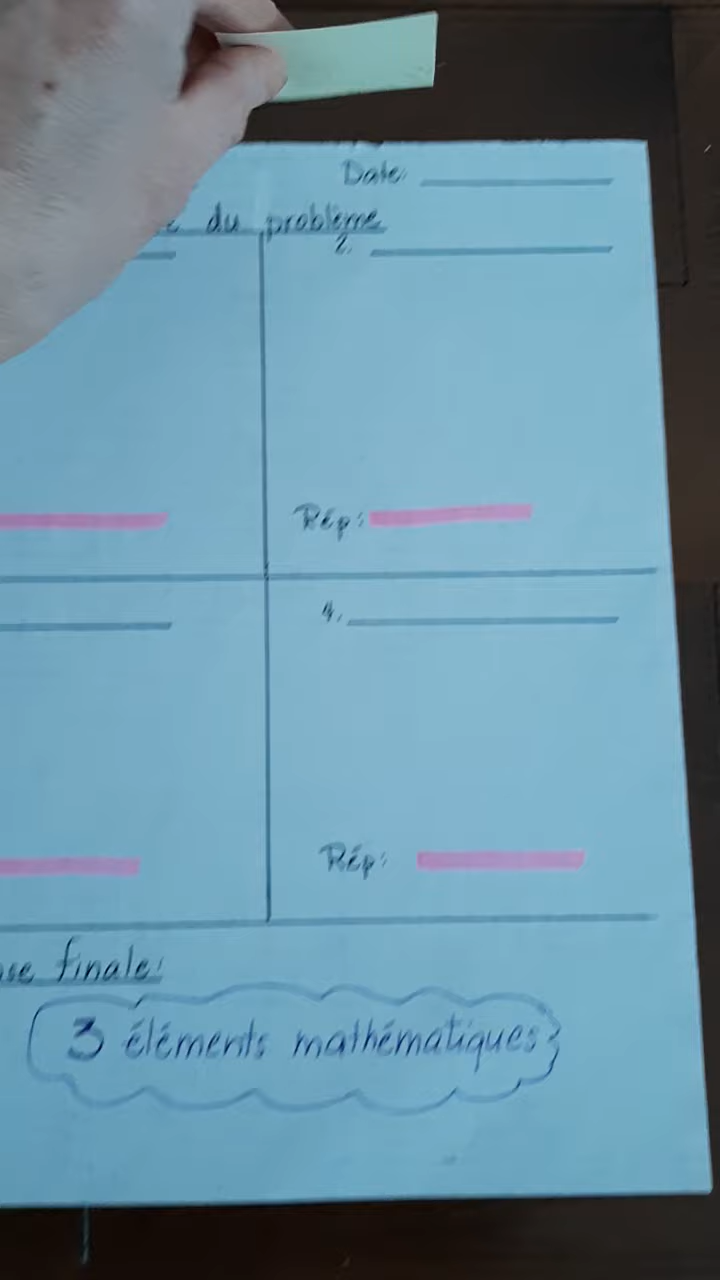 Date:
du problème
2.
Rép:
4.
Rép:
finale:
3 éléments mathématiques